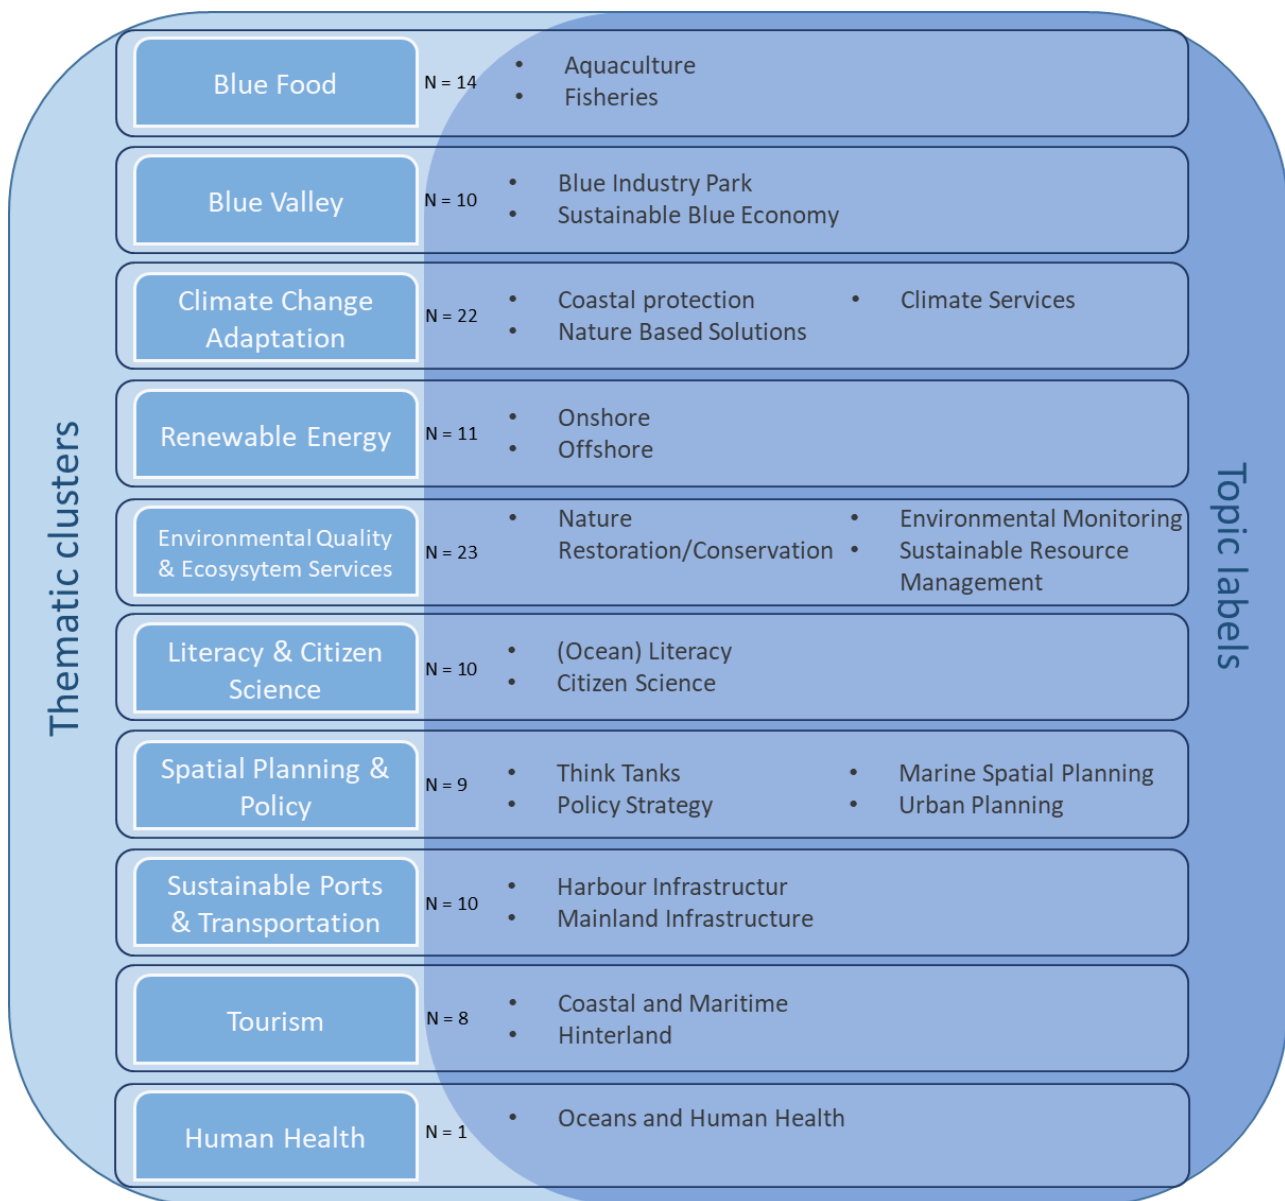 Thematic clusters
Topic labels
Blue Food
N = 14
• Aquaculture
• Fisheries
Blue Valley
N = 10
• Blue Industry Park
• Sustainable Blue Economy
Climate Change
Adaptation
N = 22
• Coastal protection
• Nature Based Solutions
• Climate Services
Renewable Energy
N = 11
• Onshore
• Offshore
Environmental Quality
& Ecosysytem Services
N = 23
• Nature
Restoration/Conservation
• Environmental Monitoring
• Sustainable Resource
Management
Literacy & Citizen
Science
N = 10
• (Ocean) Literacy
• Citizen Science
Spatial Planning &
Policy
N = 9
• Think Tanks
• Policy Strategy
• Marine Spatial Planning
• Urban Planning
Sustainable Ports
& Transportation
N = 10
• Harbour Infrastructur
• Mainland Infrastructure
Tourism
N = 8
• Coastal and Maritime
• Hinterland
Human Health
N = 1
• Oceans and Human Health